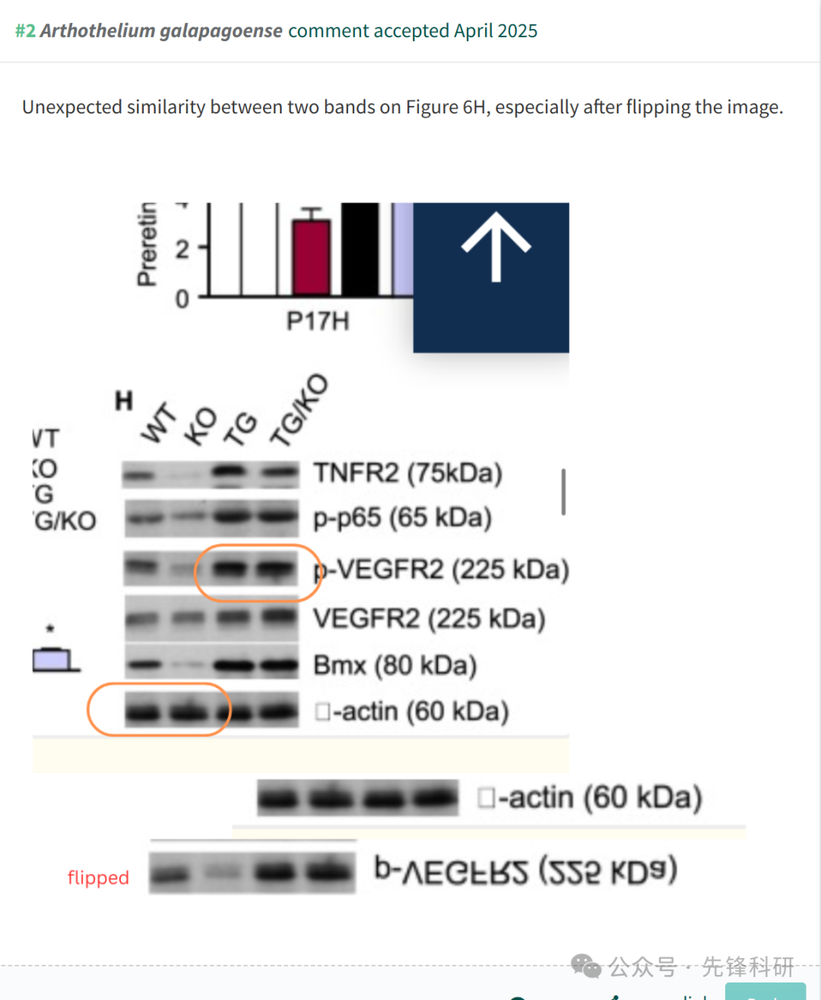 #2 Arthothelium galapagoense comment accepted April 2025
Unexpected similarity between two bands on Figure 6H, especially after flipping the image.
Preretin
2
0
P17H
H
WT
KO
TG
TG/KO
VT
KO
G
G/KO
TNFR2 (75kDa)
p-p65 (65 kDa)
p-VEGFR2 (225 kDa)
VEGFR2 (225 kDa)
*
Bmx (80 kDa)
□-actin (60 kDa)
□-actin (60 kDa)
flipped
p-VEGFR2 (225 kDa)
公众号 · 先锋科研